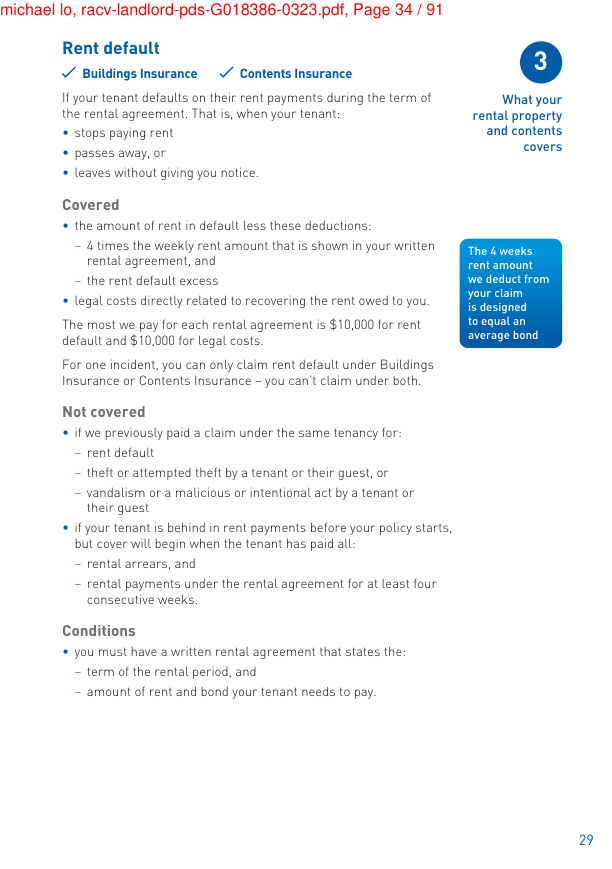 michael lo, racv-landlord-pds-G018386-0323.pdf, Page 34 / 91
Rent default
Buildings Insurance Contents Insurance
If your tenant defaults on their rent payments during the term of
the rental agreement. That is, when your tenant:
• stops paying rent
• passes away, or
• leaves without giving you notice.
3
What your
rental property
and contents
covers
Covered
• the amount of rent in default less these deductions:
– 4 times the weekly rent amount that is shown in your written
rental agreement, and
– the rent default excess
• legal costs directly related to recovering the rent owed to you.
The 4 weeks
rent amount
we deduct from
your claim
is designed
to equal an
average bond
The most we pay for each rental agreement is $10,000 for rent
default and $10,000 for legal costs.
For one incident, you can only claim rent default under Buildings
Insurance or Contents Insurance – you can't claim under both.
Not covered
• if we previously paid a claim under the same tenancy for:
– rent default
– theft or attempted theft by a tenant or their guest, or
– vandalism or a malicious or intentional act by a tenant or
their guest
• if your tenant is behind in rent payments before your policy starts,
but cover will begin when the tenant has paid all:
– rental arrears, and
– rental payments under the rental agreement for at least four
consecutive weeks.
Conditions
• you must have a written rental agreement that states the:
– term of the rental period, and
– amount of rent and bond your tenant needs to pay.
29